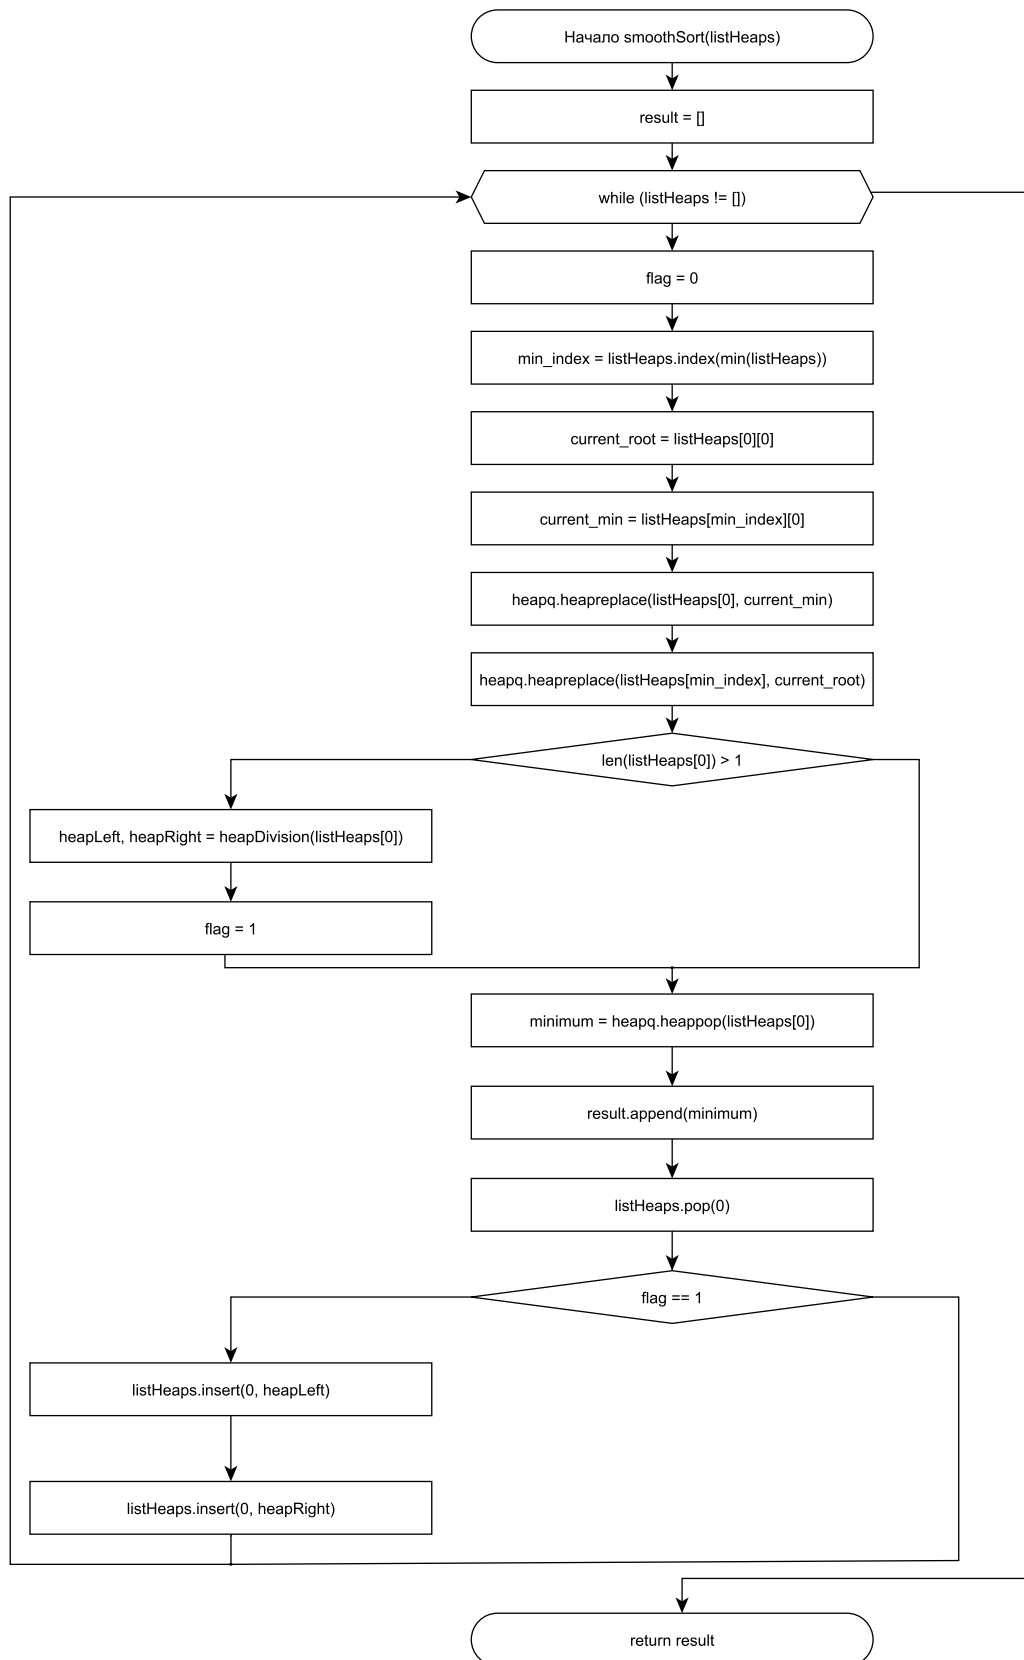 Начало smoothSort(listHeaps)
result = []
while (listHeaps != [])
flag = 0
min_index = listHeaps.index(min(listHeaps))
current_root = listHeaps[0][0]
current_min = listHeaps[min_index][0]
heapq.heapreplace(listHeaps[0], current_min)
heapq.heapreplace(listHeaps[min_index], current_root)
len(listHeaps[0]) > 1
heapLeft, heapRight = heapDivision(listHeaps[0])
flag = 1
minimum = heapq.heappop(listHeaps[0])
result.append(minimum)
listHeaps.pop(0)
flag == 1
listHeaps.insert(0, heapLeft)
listHeaps.insert(0, heapRight)
return result